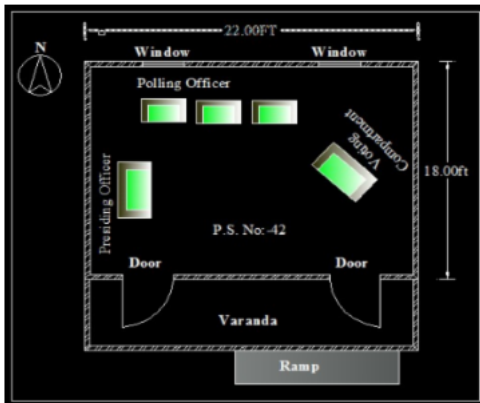 22.00FT
N
Window
Window
Polling Officer
Voting
Compartment
Presiding Officer
18.00ft
P.S. No:-42
Door
Door
Varanda
Ramp